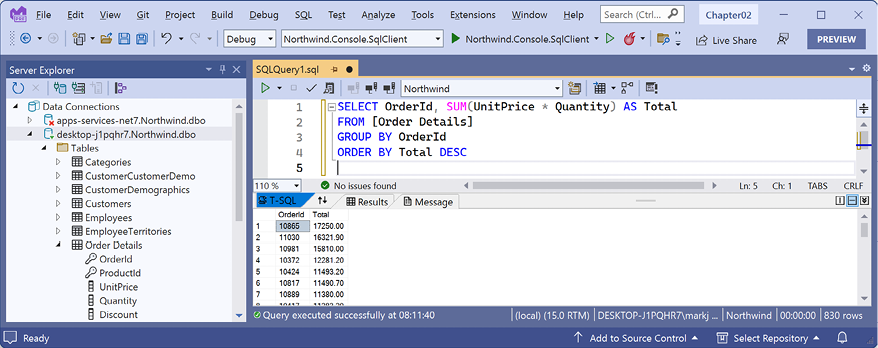 File Edit View Git Project Build Debug SQL Test Analyze Tools Extensions Window Help Search (Ctrl... Chapter02
Debug Northwind.Console.SqlClient Northwind.Console.SqlClient Live Share PREVIEW
Server Explorer
Data Connections
apps-services-net7.Northwind.dbo
desktop-j1pqhr7.Northwind.dbo
Tables
Categories
CustomerCustomerDemo
CustomerDemographics
Customers
Employees
EmployeeTerritories
Order Details
OrderId
ProductId
UnitPrice
Quantity
Discount
SQLQuery1.sql
Northwind
1 SELECT OrderId, SUM(UnitPrice * Quantity) AS Total
2 FROM [Order Details]
3 GROUP BY OrderId
4 ORDER BY Total DESC
5
110 % No issues found Ln: 5 Ch: 1 TABS CRLF
T-SQL Results Message
OrderId Total
1 10865 17250.00
2 11030 16321.90
3 10981 15810.00
4 10372 12281.20
5 10424 11493.20
6 10817 11490.70
7 10889 11380.00
Query executed successfully at 08:11:40 (local) (15.0 RTM) DESKTOP-J1PQHR7\markj ... Northwind 00:00:00 830 rows
Ready Add to Source Control Select Repository